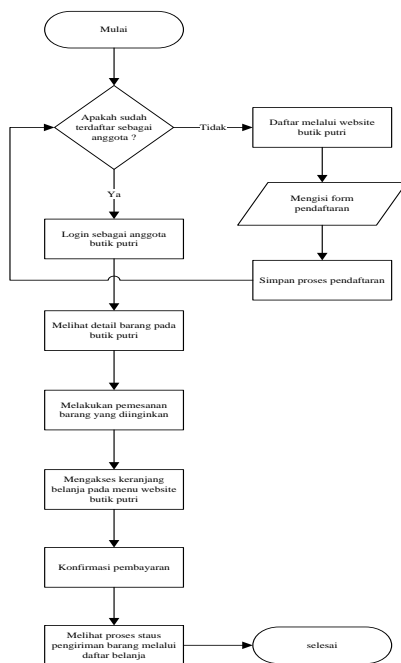 Mulai
Apakah sudah
terdaftar sebagai
anggota ?
Tidak
Daftar melalui website
butik putri
Mengisi form
pendaftaran
Simpan proses pendaftaran
Ya
Login sebagai anggota
butik putri
Melihat detail barang pada
butik putri
Melakukan pemesanan
barang yang diinginkan
Mengakses keranjang
belanja pada menu website
butik putri
Konfirmasi pembayaran
Melihat proses staus
pengiriman barang melalui
daftar belanja
selesai